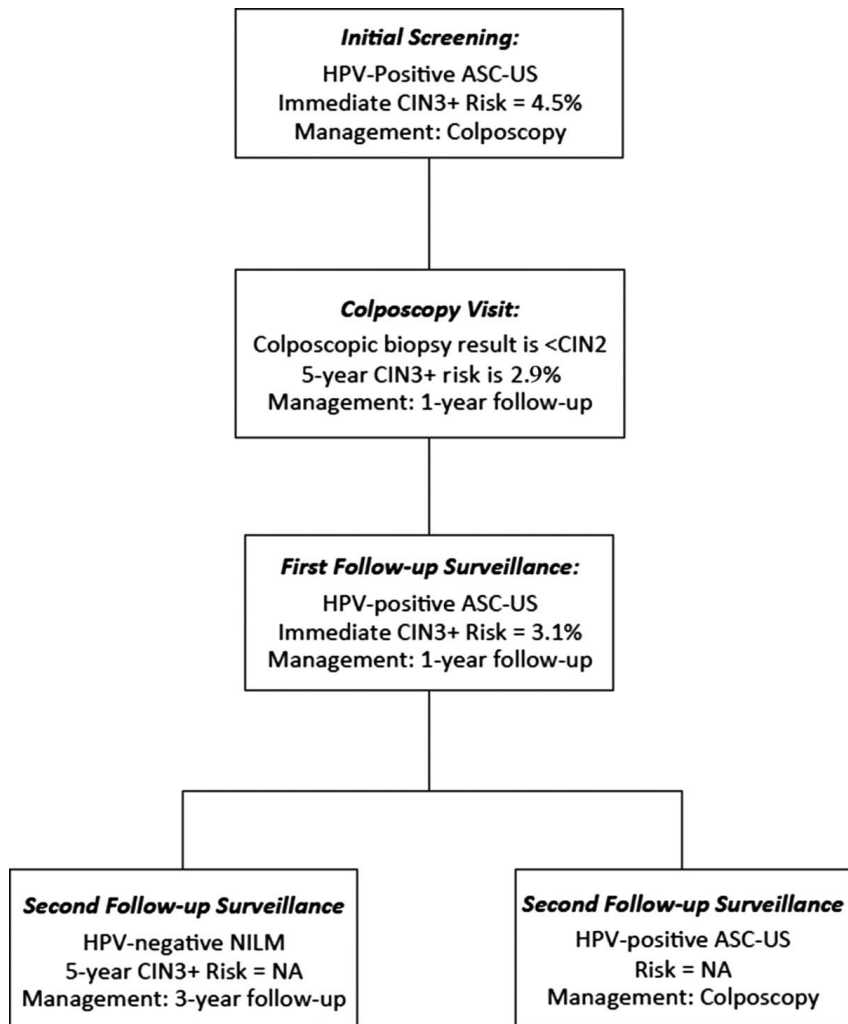 Initial Screening:
HPV-Positive ASC-US
Immediate CIN3+ Risk = 4.5%
Management: Colposcopy
Colposcopy Visit:
Colposcopic biopsy result is <CIN2
5-year CIN3+ risk is 2.9%
Management: 1-year follow-up
First Follow-up Surveillance:
HPV-positive ASC-US
Immediate CIN3+ Risk = 3.1%
Management: 1-year follow-up
Second Follow-up Surveillance
HPV-negative NILM
5-year CIN3+ Risk = NA
Management: 3-year follow-up
Second Follow-up Surveillance
HPV-positive ASC-US
Risk = NA
Management: Colposcopy